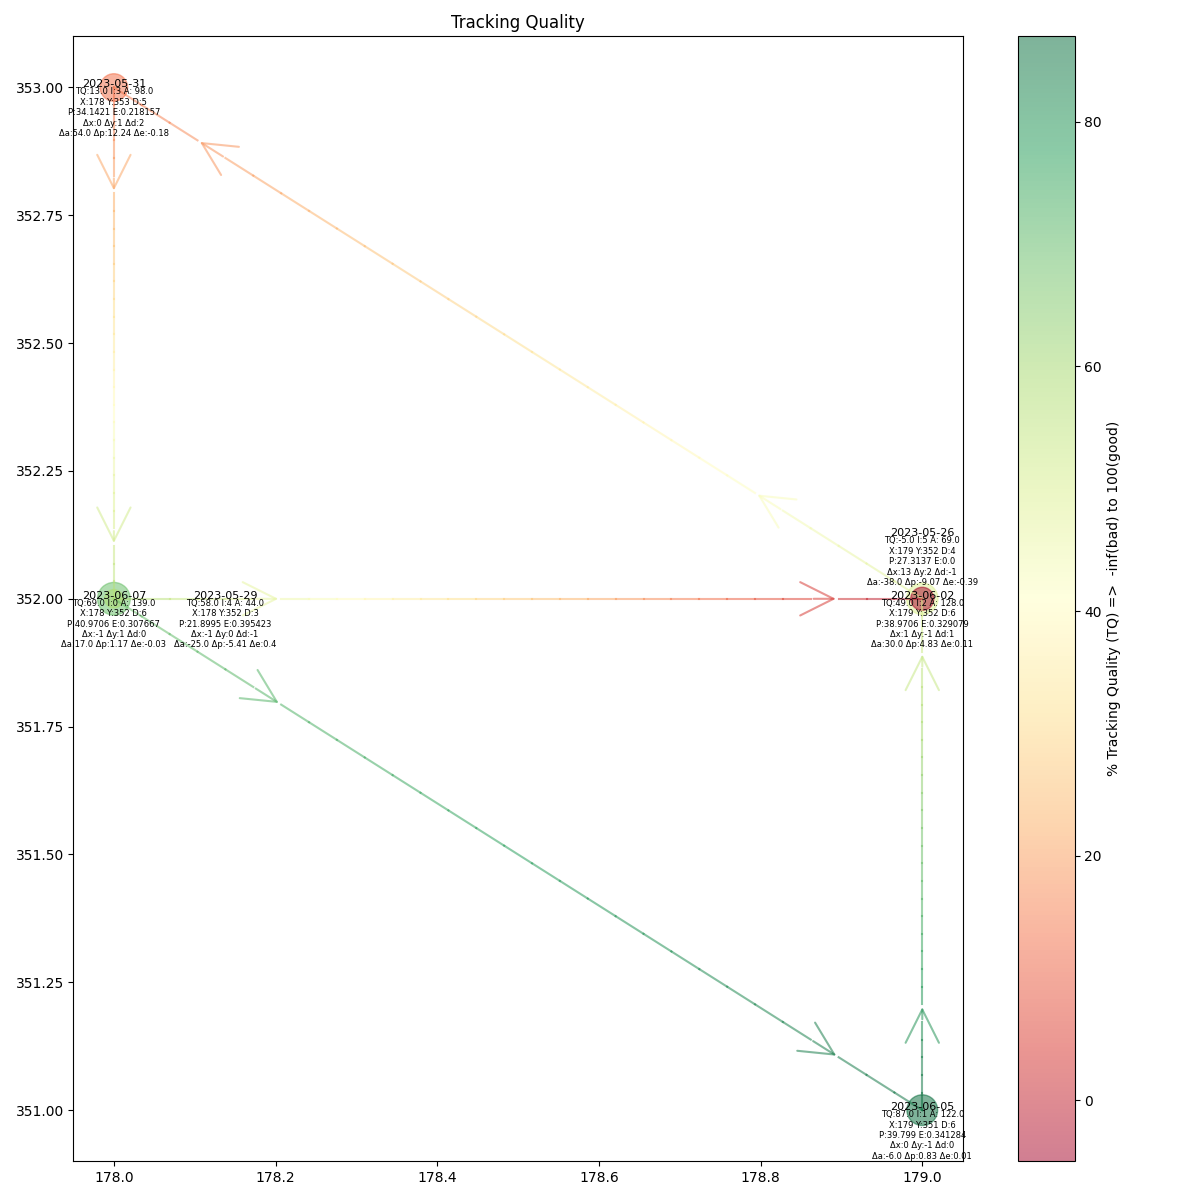 Tracking Quality
353.00
352.75
352.50
352.25
352.00
351.75
351.50
351.25
351.00
178.0
178.2
178.4
178.6
178.8
179.0
2023-05-31
TQ:13.0 I:3 A: 98.0
X:178 Y:353 D:5
P:34.1421 E:0.218157
Δx:0 Δy:1 Δd:2
Δa:54.0 Δp:12.24 Δe:-0.18
2023-05-26
TQ:-5.0 I:5 A: 69.0
X:179 Y:352 D:4
P:27.3137 E:0.0
Δx:13 Δy:2 Δd:-1
Δa:-38.0 Δp:-9.07 Δe:-0.39
2023-06-07
TQ:69.0 I:0 A: 139.0
X:178 Y:352 D:6
P:40.9706 E:0.307667
Δx:-1 Δy:1 Δd:0
Δa:17.0 Δp:1.17 Δe:-0.03
2023-05-29
TQ:58.0 I:4 A: 44.0
X:178 Y:352 D:3
P:21.8995 E:0.395423
Δx:-1 Δy:0 Δd:-1
Δa:-25.0 Δp:-5.41 Δe:0.4
2023-06-02
TQ:49.0 I:2 A: 128.0
X:179 Y:352 D:6
P:38.9706 E:0.329079
Δx:1 Δy:-1 Δd:1
Δa:30.0 Δp:4.83 Δe:0.11
2023-06-05
TQ:87.0 I:1 A: 122.0
X:179 Y:351 D:6
P:39.799 E:0.341284
Δx:0 Δy:-1 Δd:0
Δa:-6.0 Δp:0.83 Δe:0.01
80
60
40
20
0
% Tracking Quality (TQ) =>  -inf(bad) to 100(good)